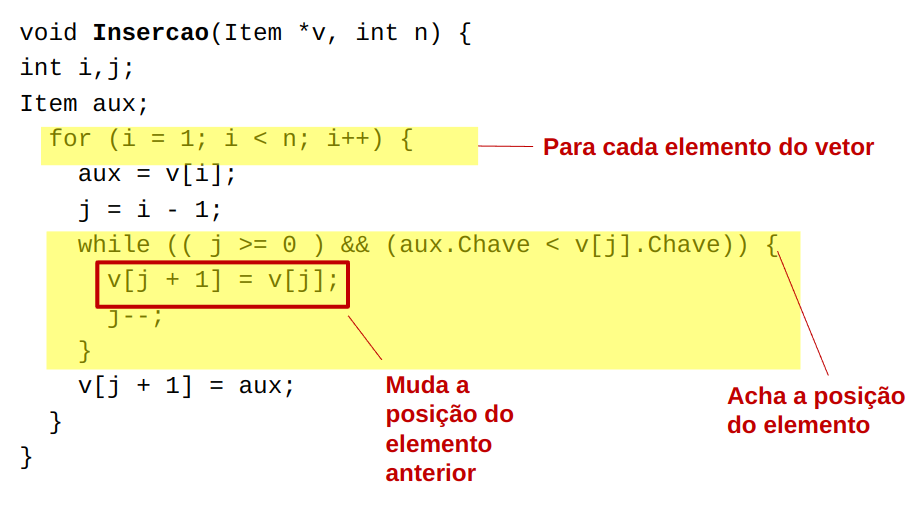 void Insercao(Item *v, int n) {
int i,j;
Item aux;
for (i = 1; i < n; i++) {
Para cada elemento do vetor
aux = v[i];
j = i - 1;
while (( j >= 0 ) && (aux.Chave < v[j].Chave)) {
v[j + 1] = v[j];
j--;
}
v[j + 1] = aux;
}
}
Muda a
posição do
elemento
anterior
Acha a posição
do elemento